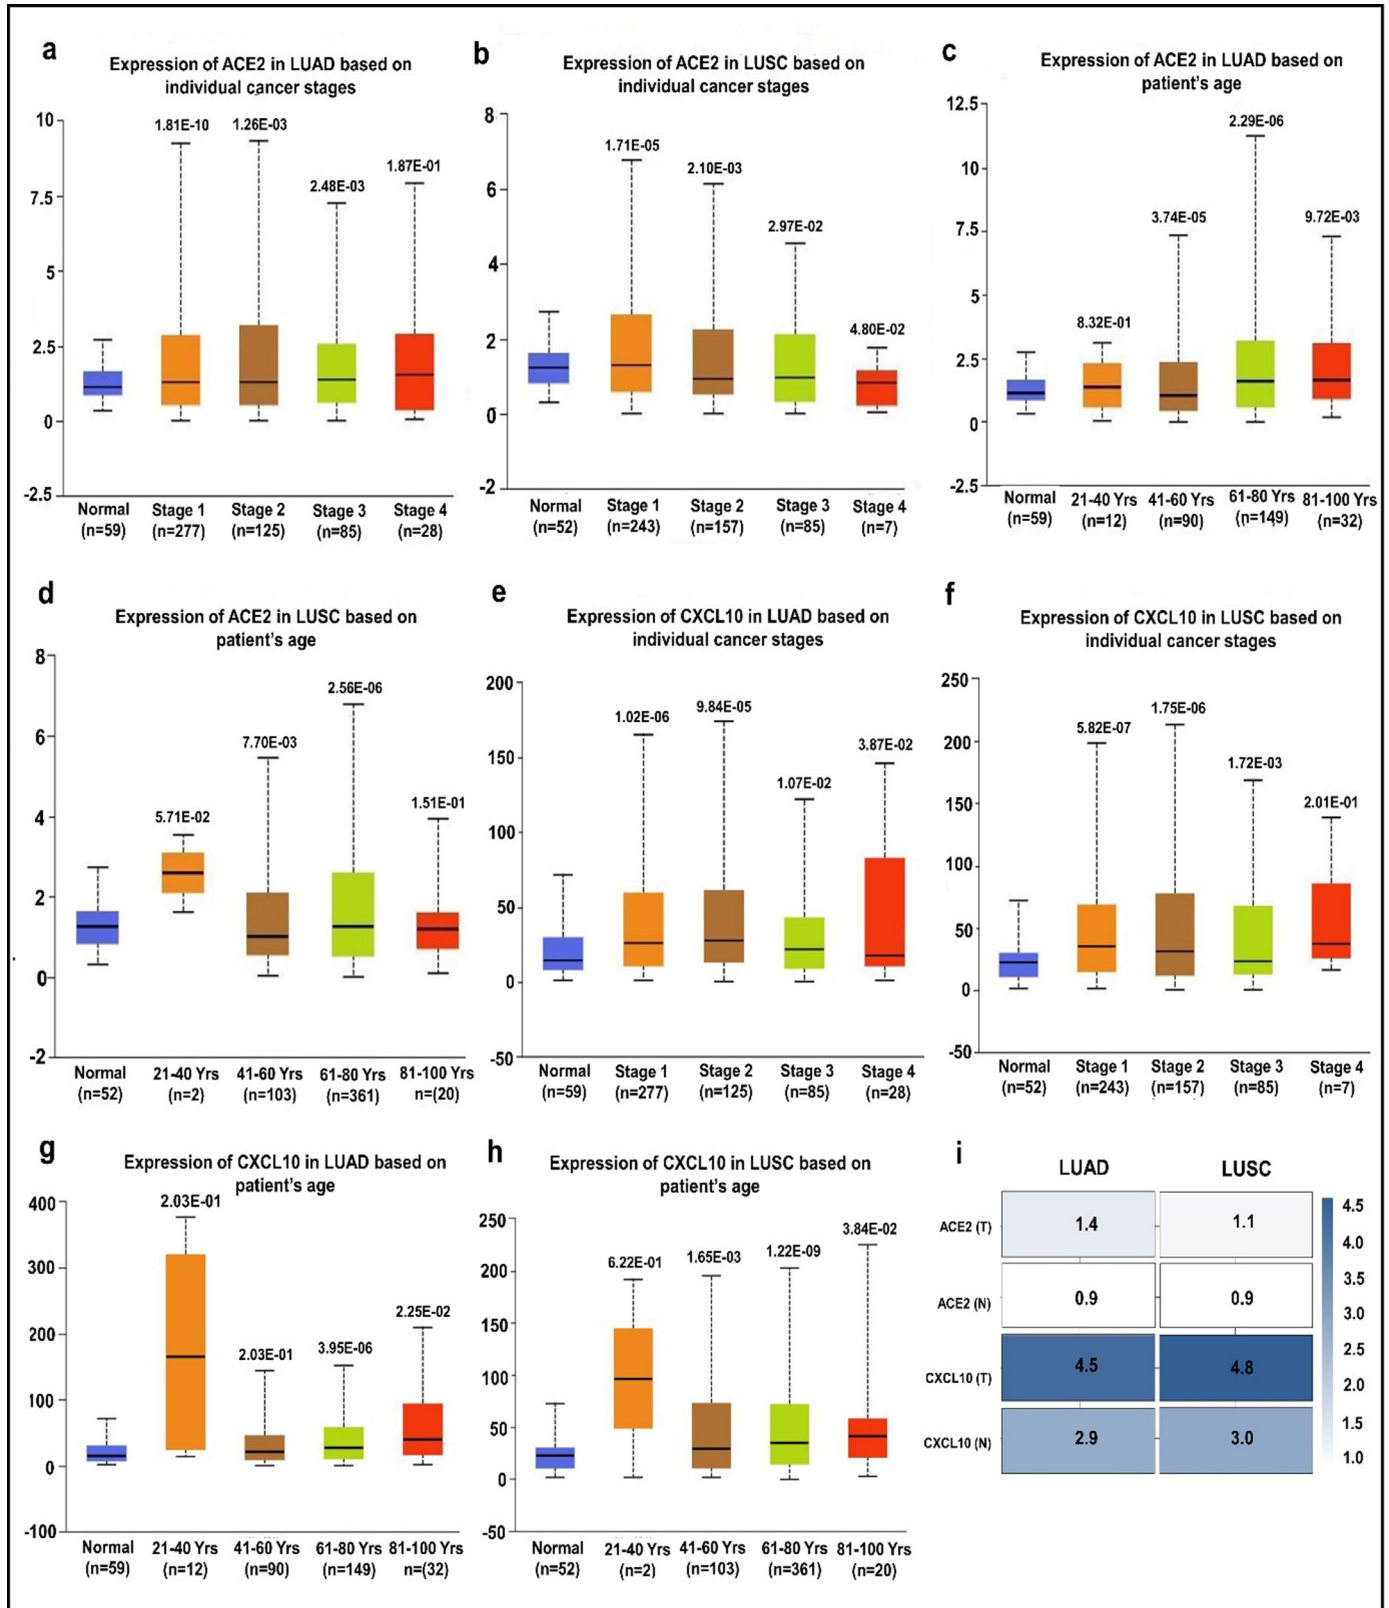 a
Expression of ACE2 in LUAD based on
individual cancer stages
10
7.5
5
2.5
0
-2.5
1.81E-10
1.26E-03
2.48E-03
1.87E-01
Normal Stage 1 Stage 2 Stage 3 Stage 4
(n=59) (n=277) (n=125) (n=85) (n=28)
b
Expression of ACE2 in LUSC based on
individual cancer stages
8
6
4
2
0
-2
1.71E-05
2.10E-03
2.97E-02
4.80E-02
Normal Stage 1 Stage 2 Stage 3 Stage 4
(n=52) (n=243) (n=157) (n=85) (n=7)
c
Expression of ACE2 in LUAD based on
patient's age
12.5
10
7.5
5
2.5
0
-2.5
8.32E-01
3.74E-05
2.29E-06
9.72E-03
Normal 21-40 Yrs 41-60 Yrs 61-80 Yrs 81-100 Yrs
(n=59) (n=12) (n=90) (n=149) (n=32)
d
Expression of ACE2 in LUSC based on
patient's age
8
6
4
2
0
-2
5.71E-02
7.70E-03
2.56E-06
1.51E-01
Normal 21-40 Yrs 41-60 Yrs 61-80 Yrs 81-100 Yrs
(n=52) (n=2) (n=103) (n=361) n=(20)
e
Expression of CXCL10 in LUAD based on
individual cancer stages
200
150
100
50
0
-50
1.02E-06
9.84E-05
1.07E-02
3.87E-02
Normal Stage 1 Stage 2 Stage 3 Stage 4
(n=59) (n=277) (n=125) (n=85) (n=28)
f
Expression of CXCL10 in LUSC based on
individual cancer stages
250
200
150
100
50
0
-50
5.82E-07
1.75E-06
1.72E-03
2.01E-01
Normal Stage 1 Stage 2 Stage 3 Stage 4
(n=52) (n=243) (n=157) (n=85) (n=7)
g
Expression of CXCL10 in LUAD based on
patient's age
400
300
200
100
0
-100
2.03E-01
2.03E-01
3.95E-06
2.25E-02
Normal 21-40 Yrs 41-60 Yrs 61-80 Yrs 81-100 Yrs
(n=59) (n=12) (n=90) (n=149) n=(32)
h
Expression of CXCL10 in LUSC based on
patient's age
250
200
150
100
50
0
-50
6.22E-01
1.65E-03
1.22E-09
3.84E-02
Normal 21-40 Yrs 41-60 Yrs 61-80 Yrs 81-100 Yrs
(n=52) (n=2) (n=103) (n=361) (n=20)
i
LUAD LUSC
ACE2 (T) 1.4 1.1
ACE2 (N) 0.9 0.9
CXCL10 (T) 4.5 4.8
CXCL10 (N) 2.9 3.0
4.5
4.0
3.5
3.0
2.5
2.0
1.5
1.0